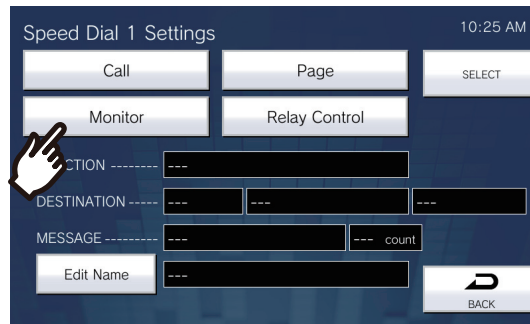 Speed Dial 1 Settings 10:25 AM
Call Page SELECT
Monitor Relay Control
CTION -------- ---
DESTINATION ----- --- --- ---
MESSAGE --------- --- --- count
Edit Name ---
BACK